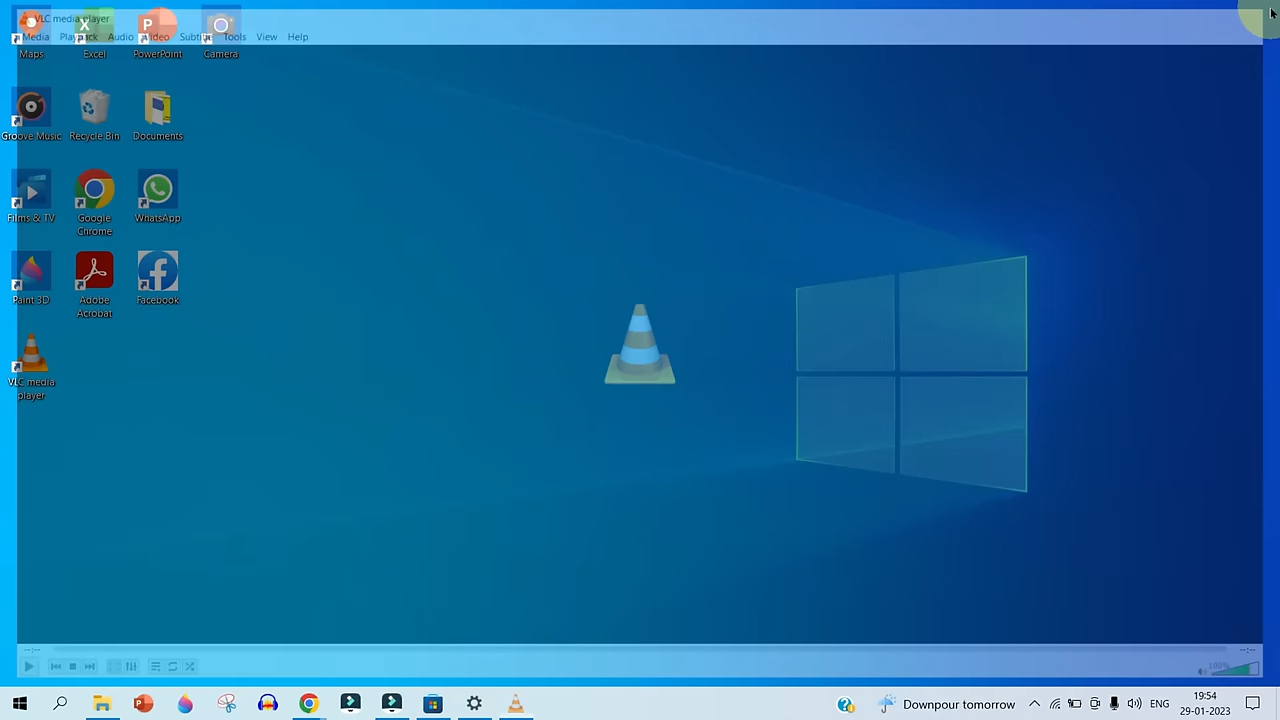 VLC media player
Media Playback Audio Video Subtitle Tools View Help
Maps Excel PowerPoint Camera
Groove Music Recycle Bin Documents
Films & TV Google Chrome WhatsApp
Paint 3D Adobe Acrobat Facebook
VLC media player
--:-- --:--
100%
Downpour tomorrow ENG 19:54
29-01-2023